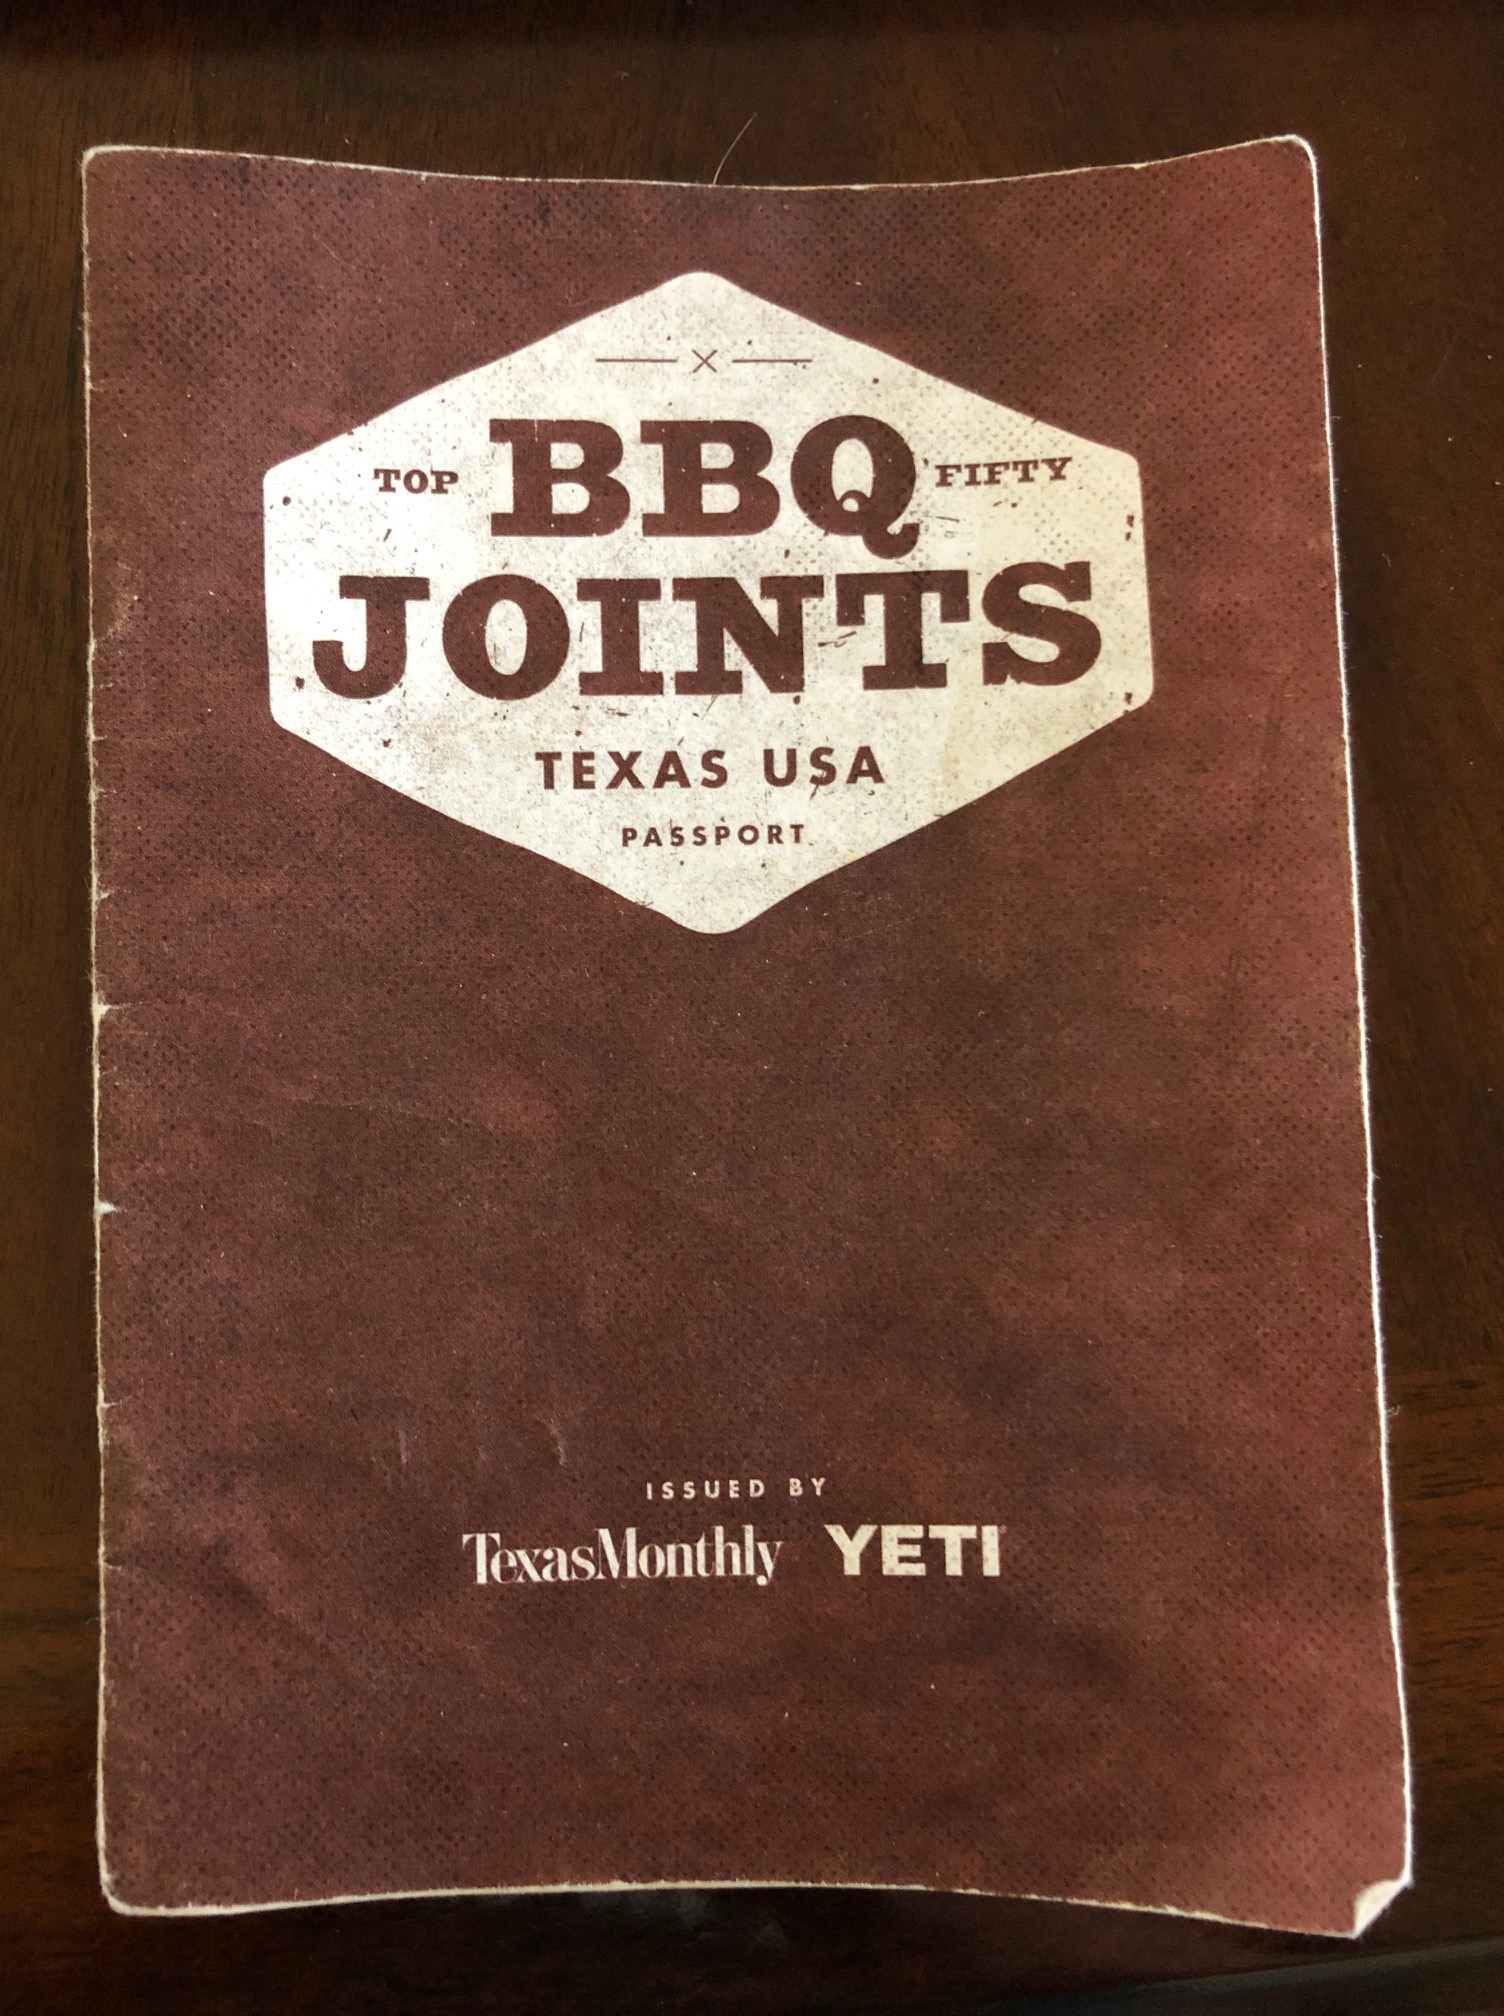 TOP BBQ FIFTY
JOINTS
TEXAS USA
PASSPORT
ISSUED BY
TexasMonthly YETI